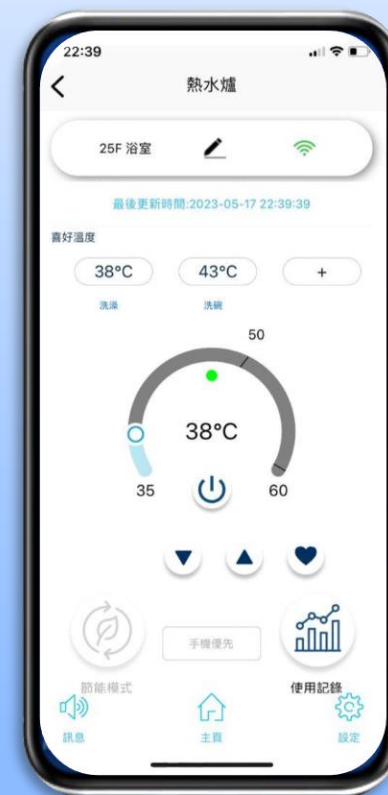 22:39
熱水爐
25F 浴室
最後更新時間:2023-05-17 22:39:39
喜好溫度
38°C 43°C +
洗澡 洗碗
50
38°C
35 60
手機優先
節能模式 使用記錄
訊息 主頁 設定